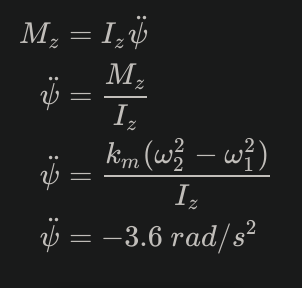 M_z = I_z ψ̈
ψ̈ = M_z / I_z
ψ̈ = k_m(ω_2^2 − ω_1^2) / I_z
ψ̈ = −3.6 rad/s^2